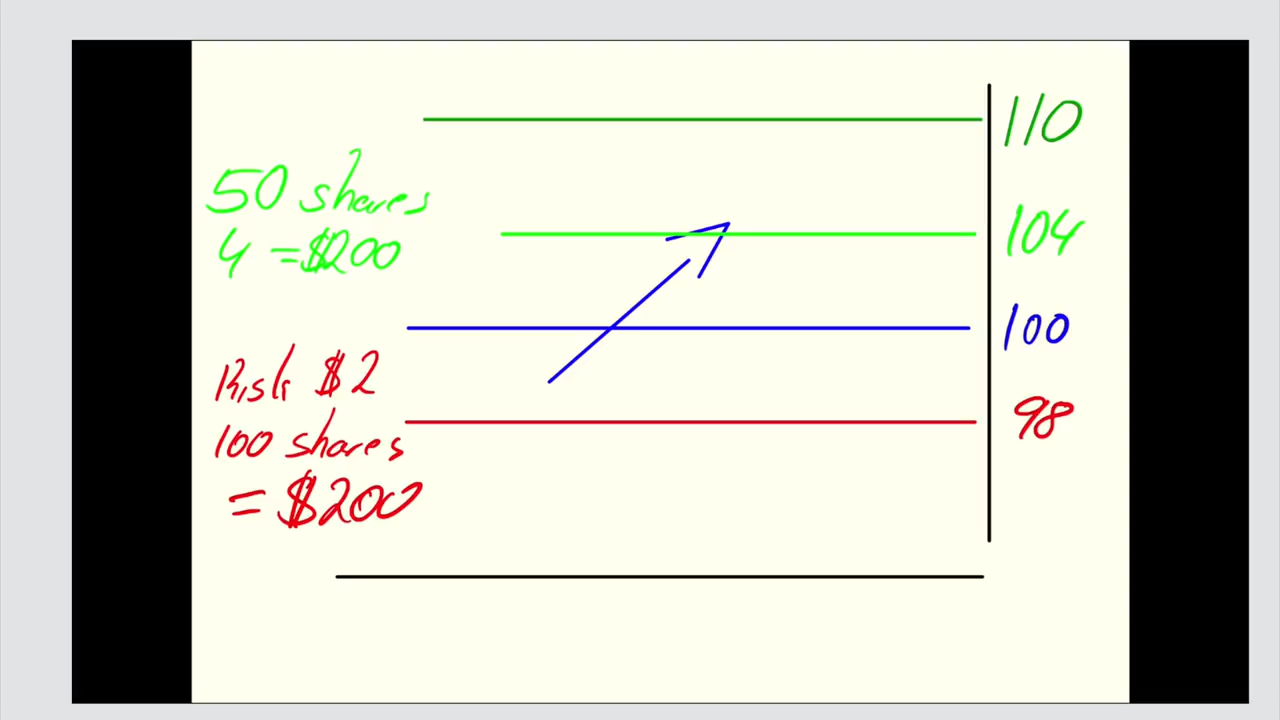 110
50 shares
4 = $200
104
100
Risk $2
98
100 shares
= $200